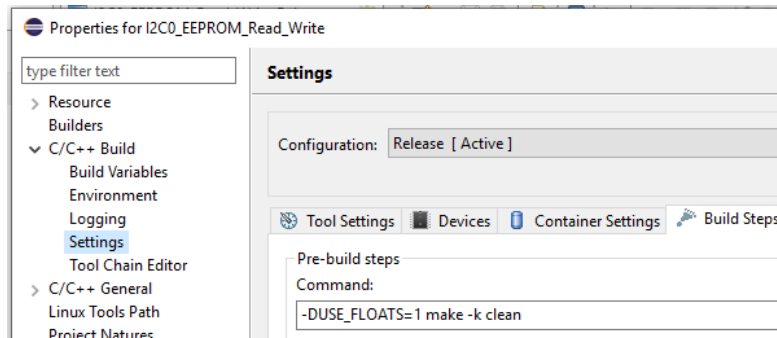 Properties for I2C0_EEPROM_Read_Write
type filter text
Resource
Builders
C/C++ Build
Build Variables
Environment
Logging
Settings
Tool Chain Editor
C/C++ General
Linux Tools Path
Project Natures
Settings
Configuration: Release [ Active ]
Tool Settings Devices Container Settings Build Steps
Pre-build steps
Command:
-DUSE_FLOATS=1 make -k clean